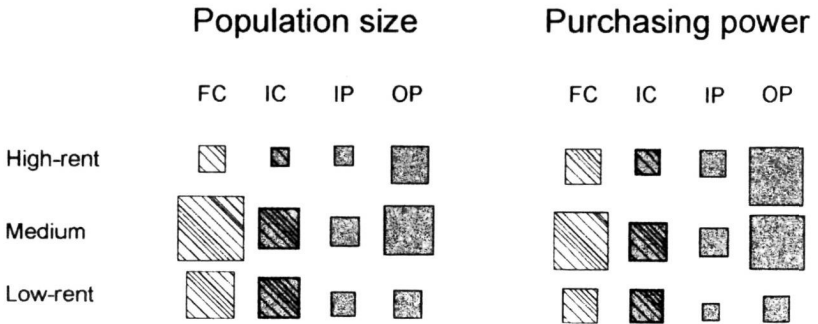 Population size Purchasing power
FC IC IP OP FC IC IP OP
High-rent
Medium
Low-rent